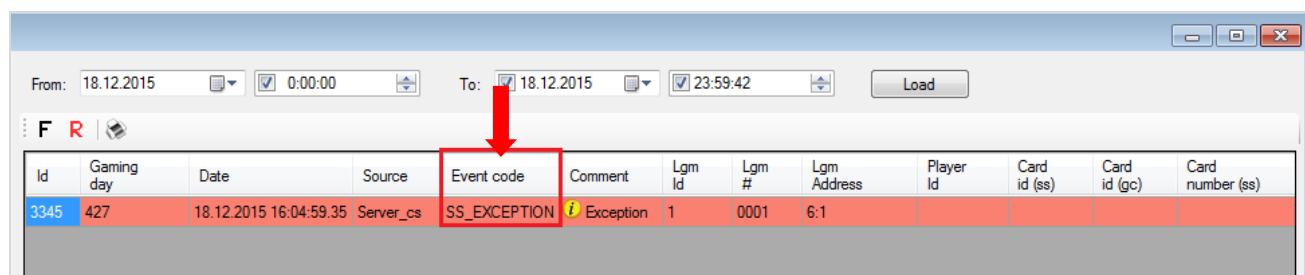 From: 18.12.2015 0:00:00 To: 18.12.2015 23:59:42 Load
F R
Id Gaming day Date Source Event code Comment Lgm Id Lgm # Lgm Address Player Id Card id (ss) Card id (gc) Card number (ss)
3345 427 18.12.2015 16:04:59.35 Server_cs SS_EXCEPTION i Exception 1 0001 6:1